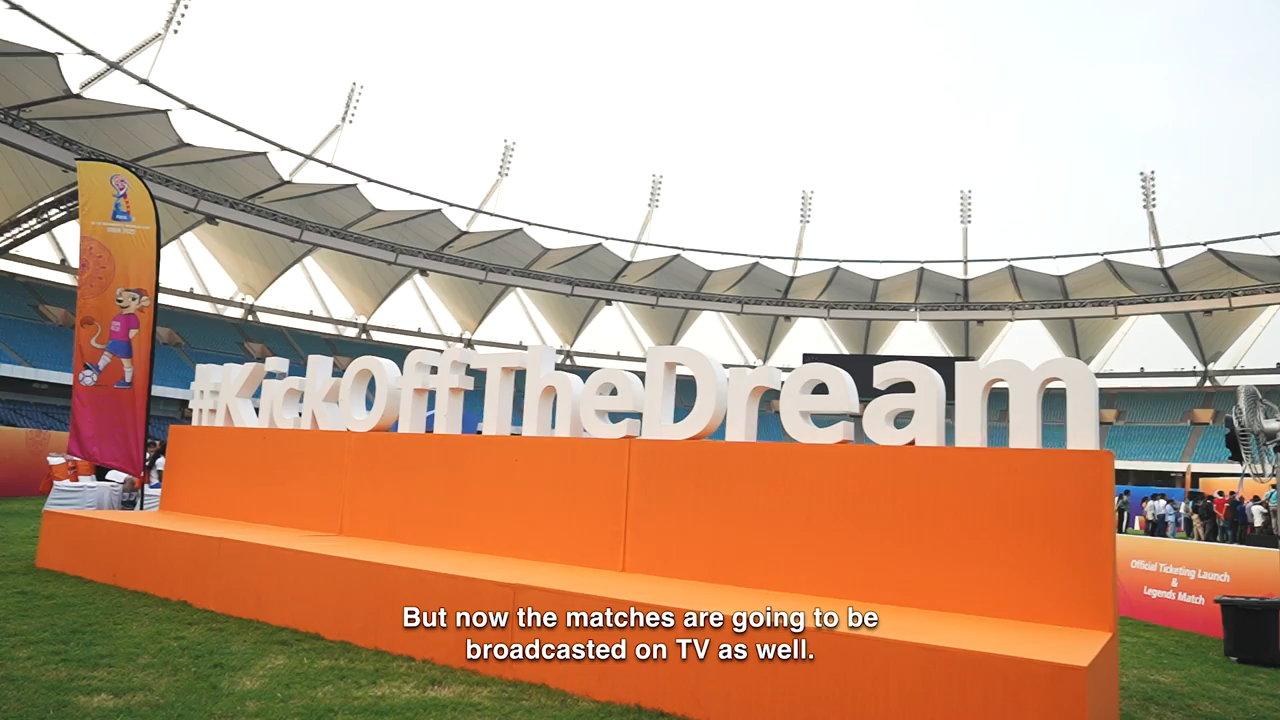 #KickOffTheDream
Official Ticketing Launch
&
Legends Match
But now the matches are going to be
broadcasted on TV as well.